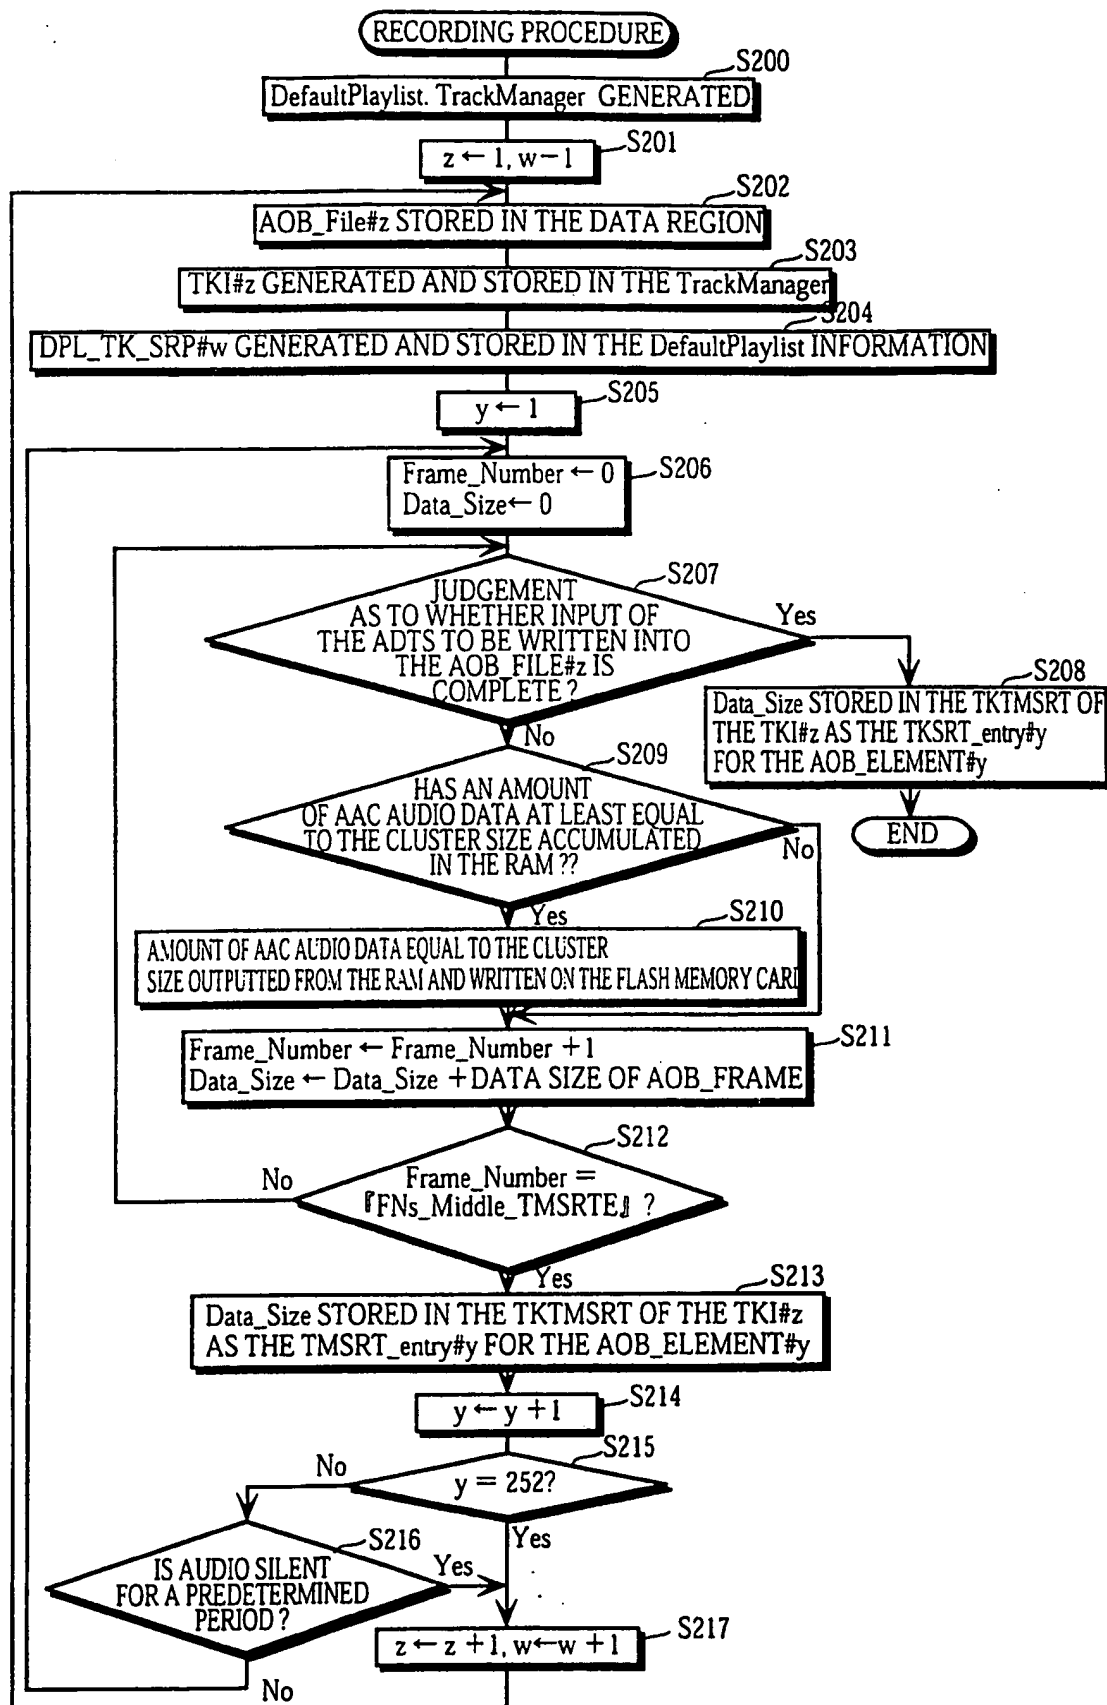 RECORDING PROCEDURE
S200
DefaultPlaylist. TrackManager GENERATED
S201
z ← 1, w－1
S202
AOB_File#z STORED IN THE DATA REGION
S203
TKI#z GENERATED AND STORED IN THE TrackManager
S204
DPL_TK_SRP#w GENERATED AND STORED IN THE DefaultPlaylist INFORMATION
S205
y ← 1
S206
Frame_Number ← 0
Data_Size← 0
S207
JUDGEMENT
AS TO WHETHER INPUT OF
THE ADTS TO BE WRITTEN INTO
THE AOB_FILE#z IS
COMPLETE ?
Yes
No
S208
Data_Size STORED IN THE TKTMSRT OF
THE TKI#z AS THE TKSRT_entry#y
FOR THE AOB_ELEMENT#y
END
S209
HAS AN AMOUNT
OF AAC AUDIO DATA AT LEAST EQUAL
TO THE CLUSTER SIZE ACCUMULATED
IN THE RAM ??
No
Yes
S210
AMOUNT OF AAC AUDIO DATA EQUAL TO THE CLUSTER
SIZE OUTPUTTED FROM THE RAM AND WRITTEN ON THE FLASH MEMORY CARD
S211
Frame_Number ← Frame_Number +1
Data_Size ← Data_Size +DATA SIZE OF AOB_FRAME
S212
Frame_Number =
『FNs_Middle_TMSRTE』 ?
No
Yes
S213
Data_Size STORED IN THE TKTMSRT OF THE TKI#z
AS THE TMSRT_entry#y FOR THE AOB_ELEMENT#y
S214
y ← y +1
S215
y = 252?
No
Yes
S216
IS AUDIO SILENT
FOR A PREDETERMINED
PERIOD ?
Yes
No
S217
z ← z +1, w←w +1